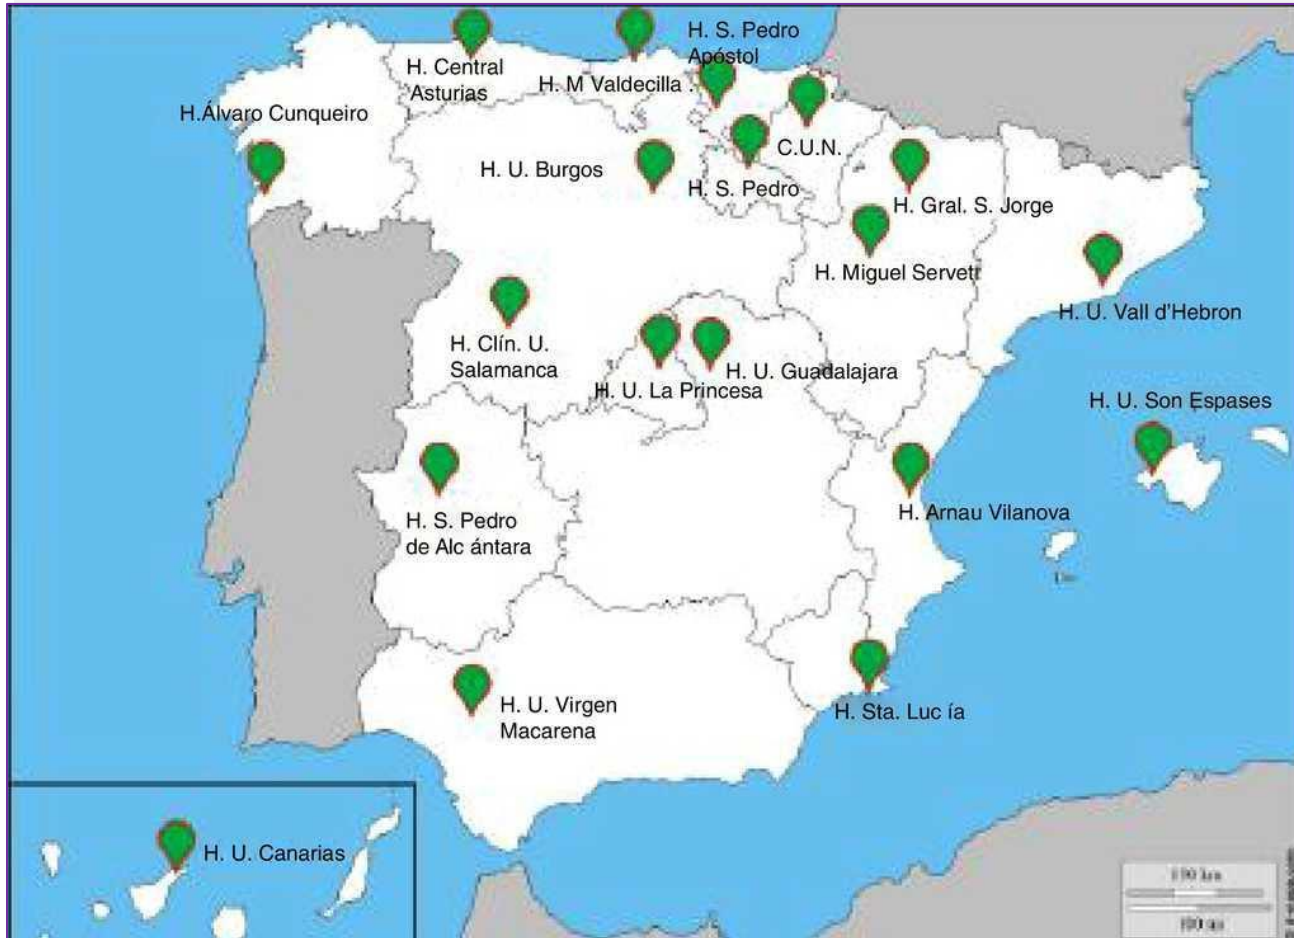 H. S. Pedro
Apóstol
H. Central
Asturias
H. M Valdecilla .
H.Álvaro Cunqueiro
C.U.N.
H. U. Burgos
H. S. Pedro
H. Gral. S. Jorge
H. Miguel Servett
H. U. Vall d'Hebron
H. Clín. U.
Salamanca
H. U. Guadalajara
H. U. La Princesa
H. U. Son Espases
H. Arnau Vilanova
H. S. Pedro
de Alc ántara
H. U. Virgen
Macarena
H. Sta. Luc ía
H. U. Canarias